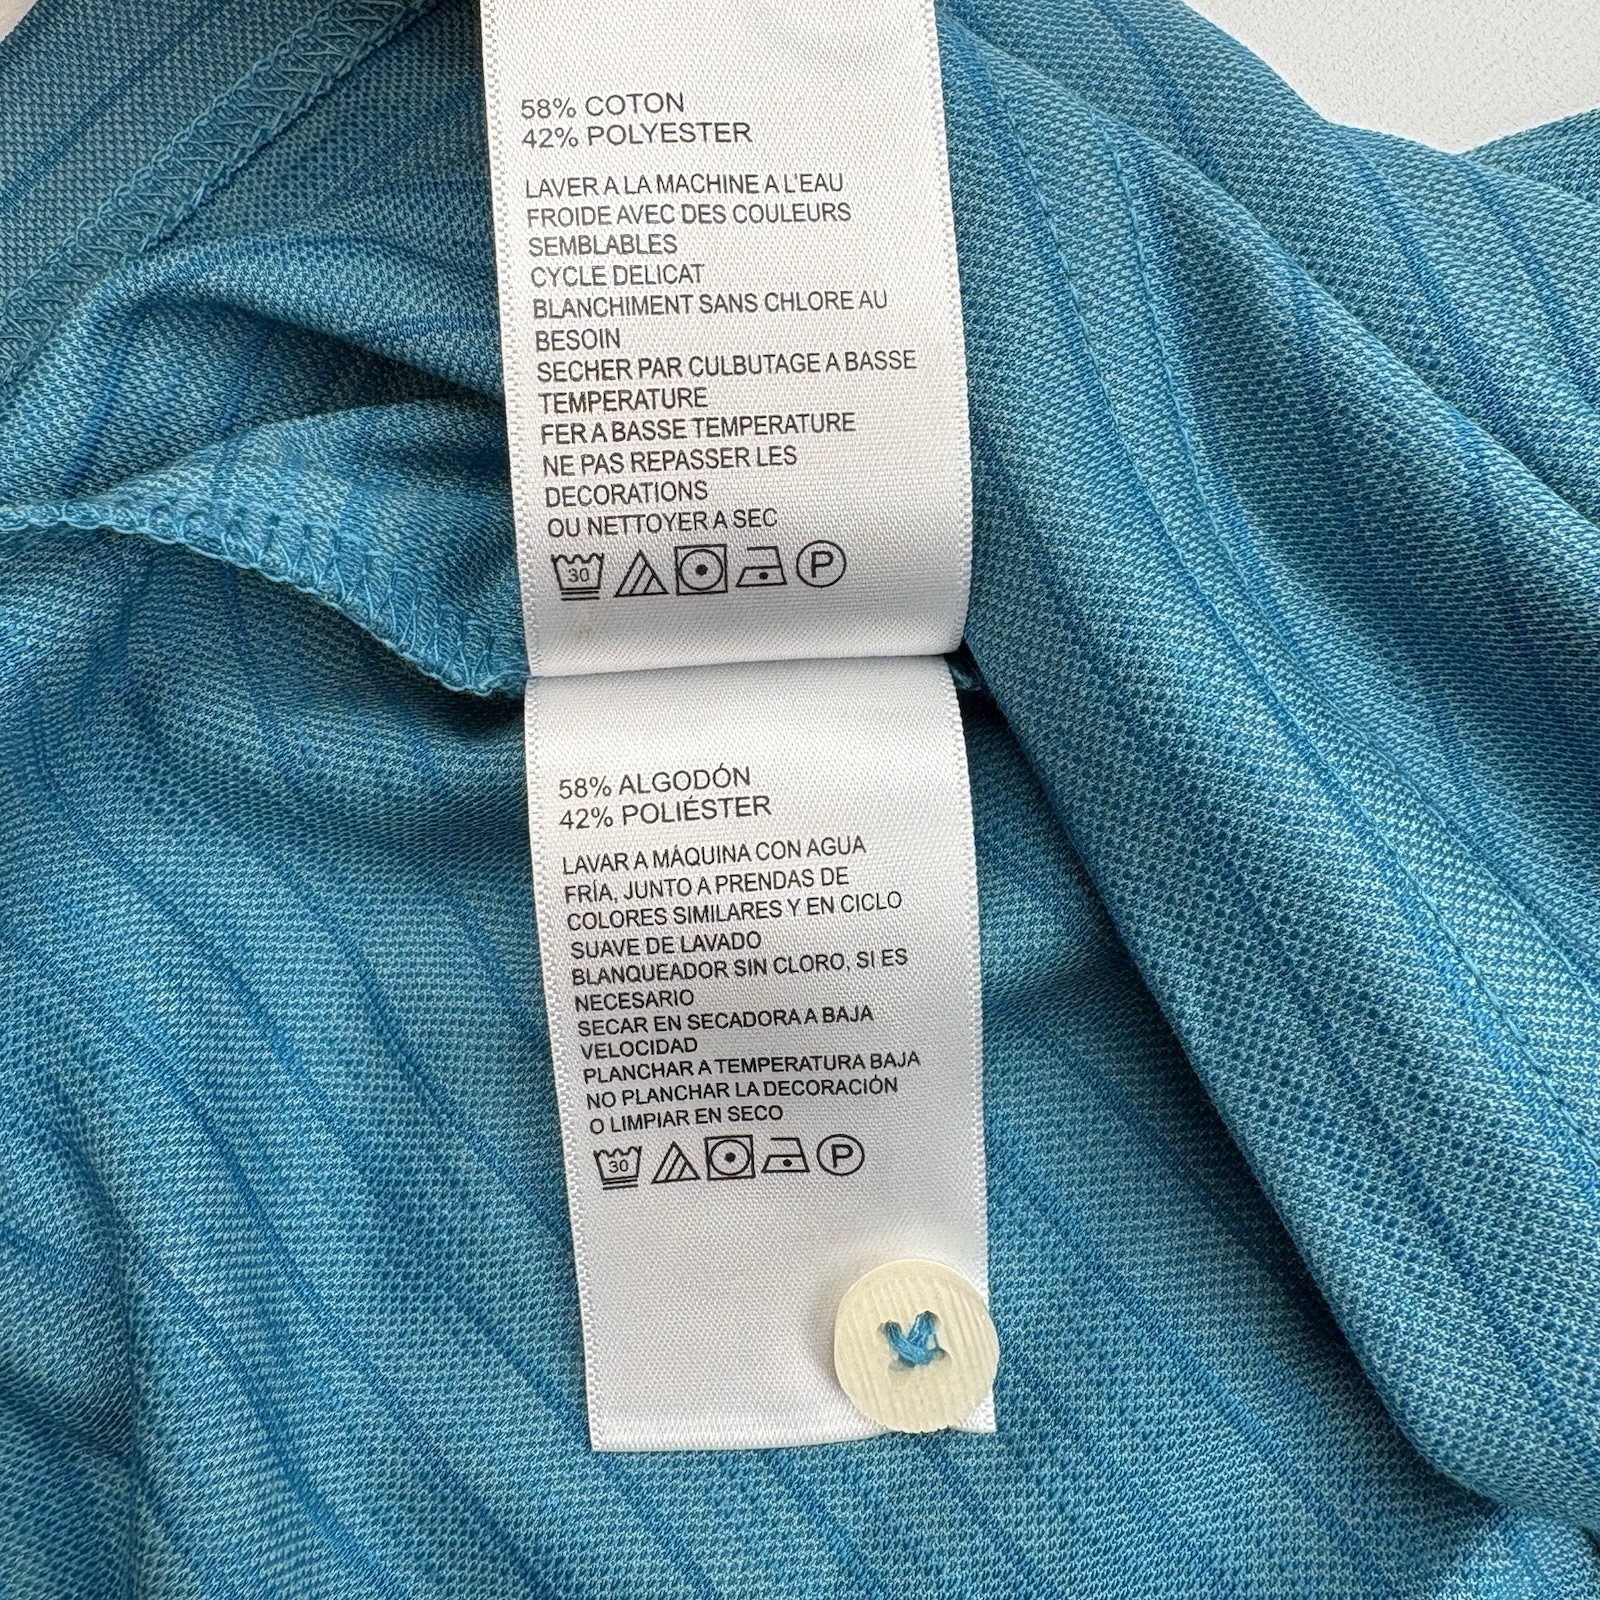 58% COTON
42% POLYESTER
LAVER A LA MACHINE A L'EAU
FROIDE AVEC DES COULEURS
SEMBLABLES
CYCLE DELICAT
BLANCHIMENT SANS CHLORE AU
BESOIN
SECHER PAR CULBUTAGE A BASSE
TEMPERATURE
FER A BASSE TEMPERATURE
NE PAS REPASSER LES
DECORATIONS
OU NETTOYER A SEC
30 P
58% ALGODÓN
42% POLIÉSTER
LAVAR A MÁQUINA CON AGUA
FRÍA, JUNTO A PRENDAS DE
COLORES SIMILARES Y EN CICLO
SUAVE DE LAVADO
BLANQUEADOR SIN CLORO, SI ES
NECESARIO
SECAR EN SECADORA A BAJA
VELOCIDAD
PLANCHAR A TEMPERATURA BAJA
NO PLANCHAR LA DECORACIÓN
O LIMPIAR EN SECO
30 P